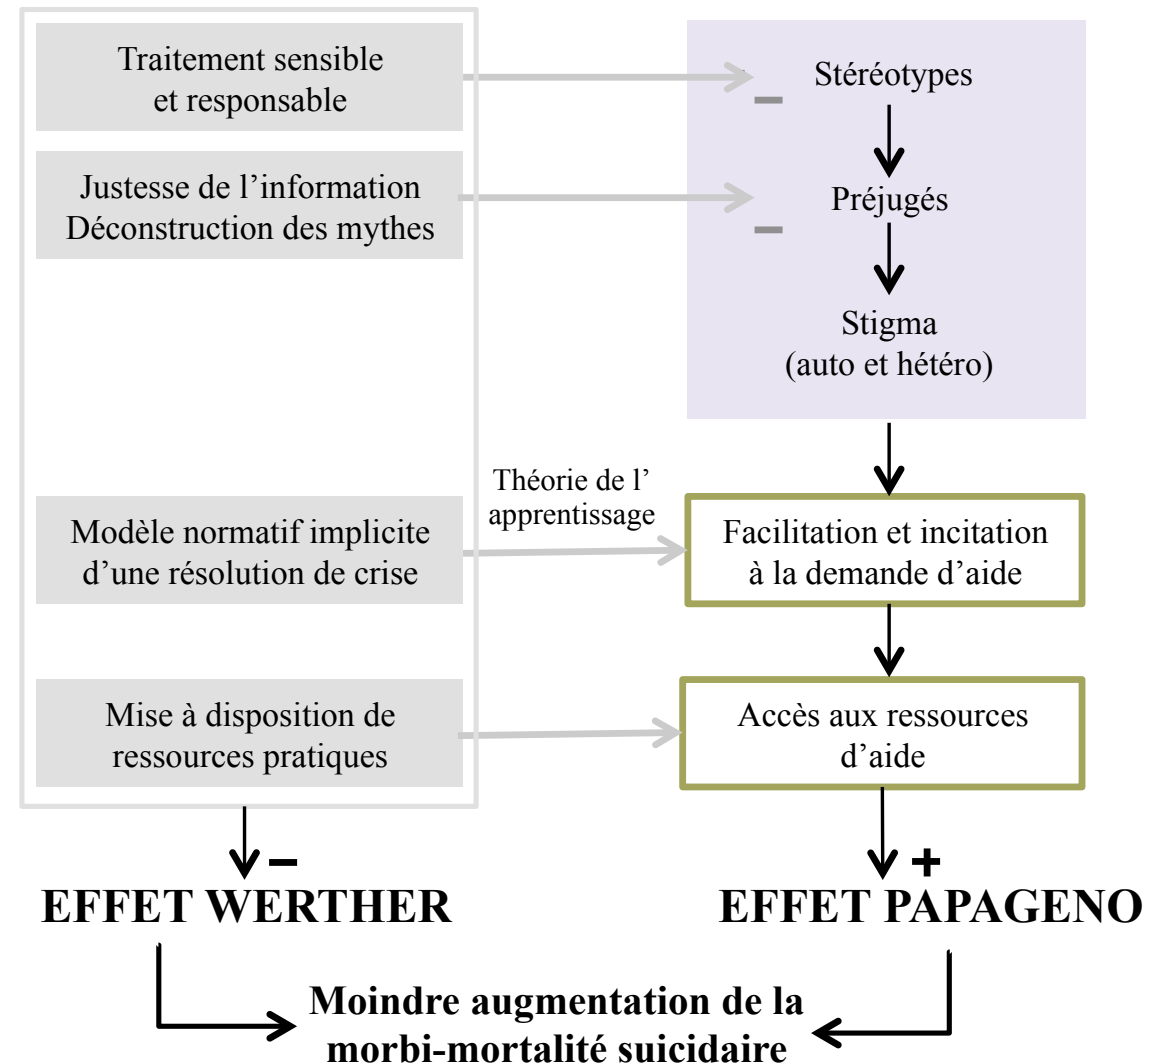 Traitement sensible
et responsable
Stéréotypes
–
Justesse de l’information
Déconstruction des mythes
Préjugés
–
Stigma
(auto et hétéro)
Théorie de l’
apprentissage
Modèle normatif implicite
d’une résolution de crise
Facilitation et incitation
à la demande d’aide
Mise à disposition de
ressources pratiques
Accès aux ressources
d’aide
–
+
EFFET WERTHER
EFFET PAPAGENO
Moindre augmentation de la
morbi-mortalité suicidaire